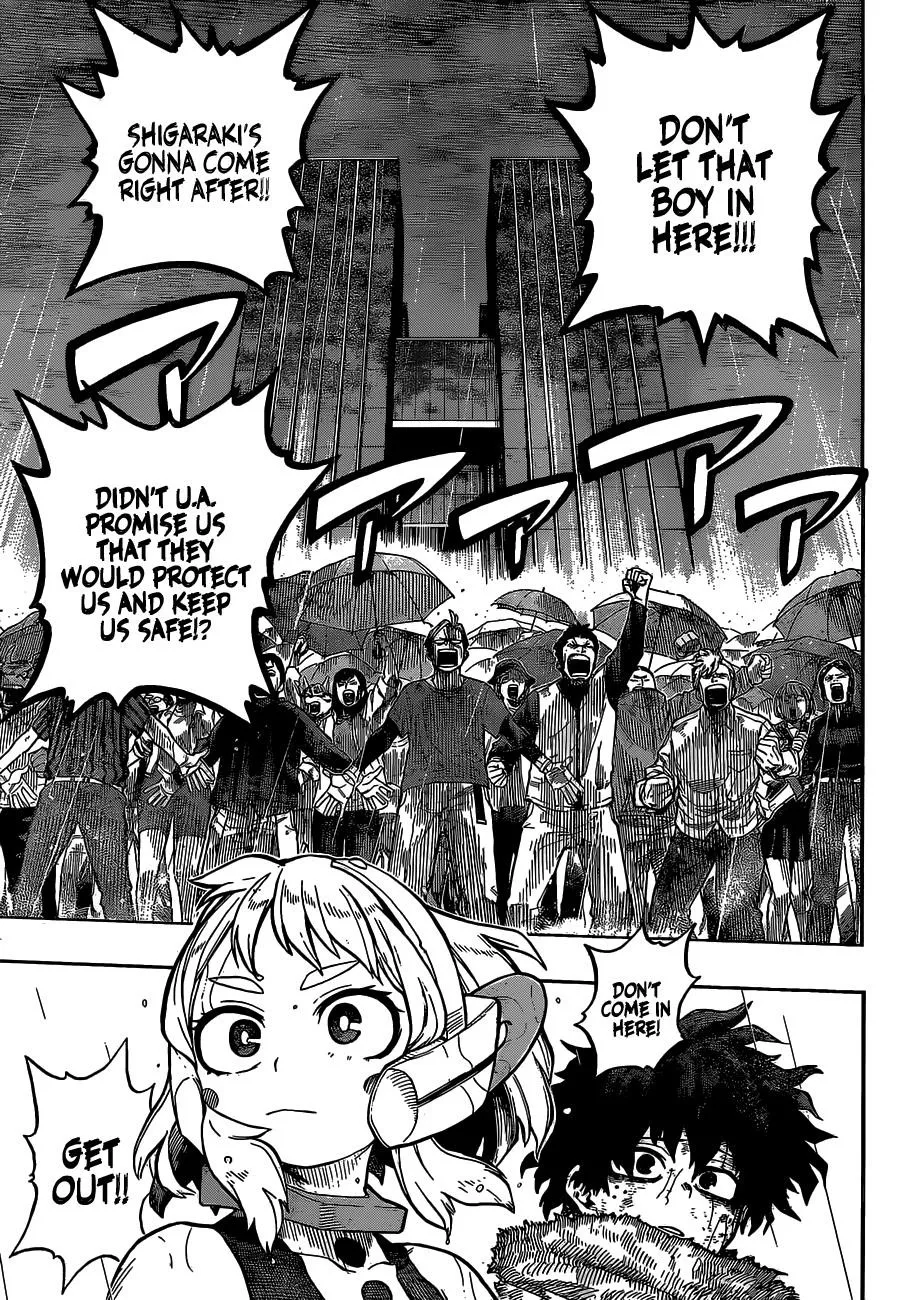 DON'T
LET THAT
BOY IN
HERE!!!
SHIGARAKI'S
GONNA COME
RIGHT AFTER!!
DIDN'T U.A.
PROMISE US
THAT THEY
WOULD PROTECT
US AND KEEP
US SAFE!?
DON'T
COME IN
HERE!
GET
OUT!!